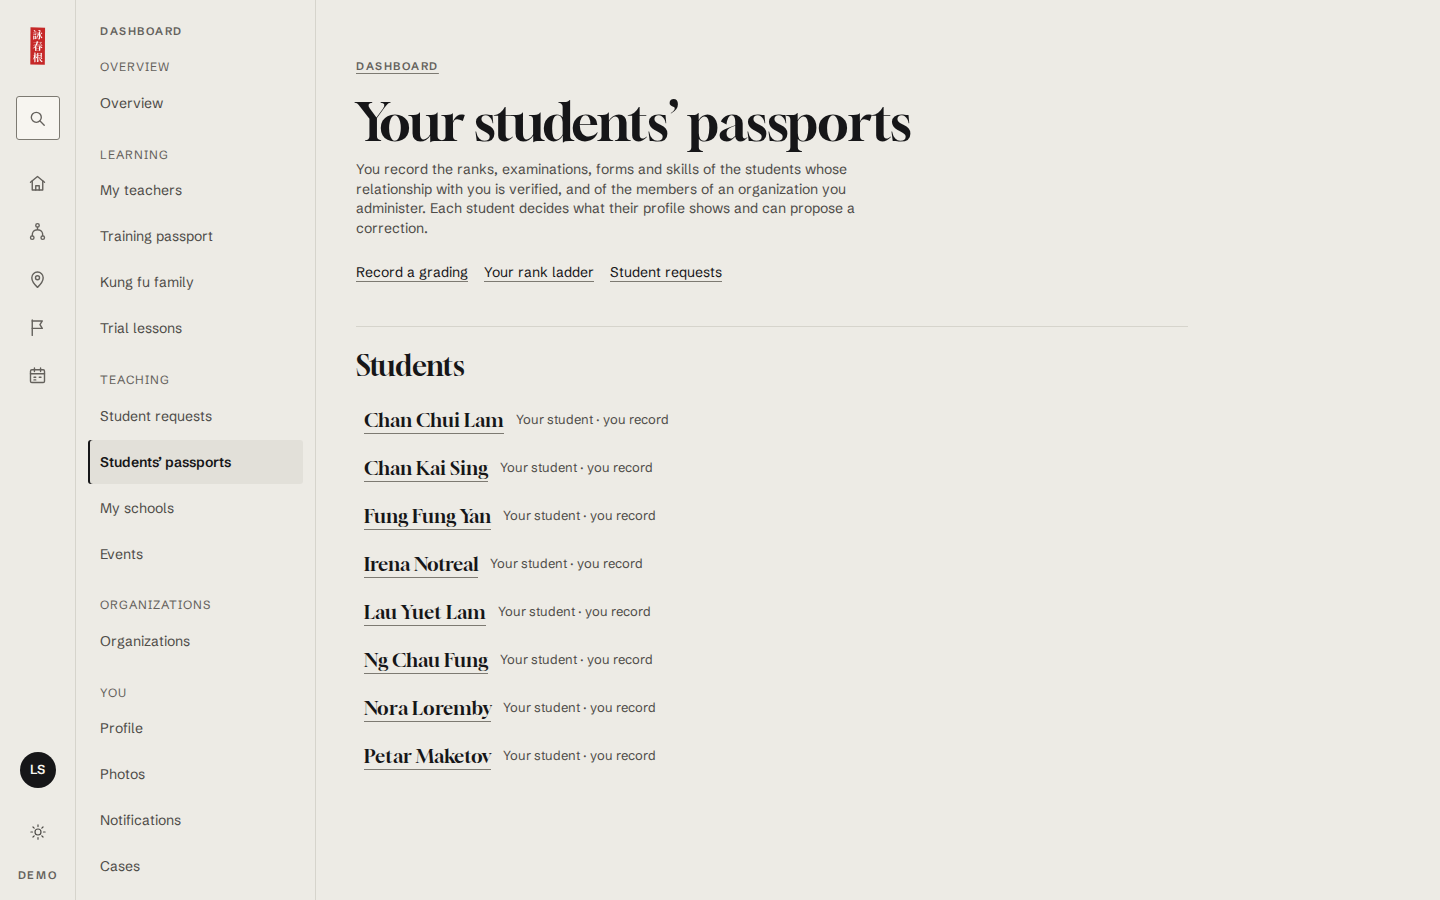 詠春根
DASHBOARD
OVERVIEW
Overview
LEARNING
My teachers
Training passport
Kung fu family
Trial lessons
TEACHING
Student requests
Students’ passports
My schools
Events
ORGANIZATIONS
Organizations
YOU
Profile
Photos
Notifications
Cases
LS
DEMO
DASHBOARD
Your students’ passports
You record the ranks, examinations, forms and skills of the students whose
relationship with you is verified, and of the members of an organization you
administer. Each student decides what their profile shows and can propose a
correction.
Record a grading Your rank ladder Student requests
Students
Chan Chui Lam Your student · you record
Chan Kai Sing Your student · you record
Fung Fung Yan Your student · you record
Irena Notreal Your student · you record
Lau Yuet Lam Your student · you record
Ng Chau Fung Your student · you record
Nora Loremby Your student · you record
Petar Maketov Your student · you record